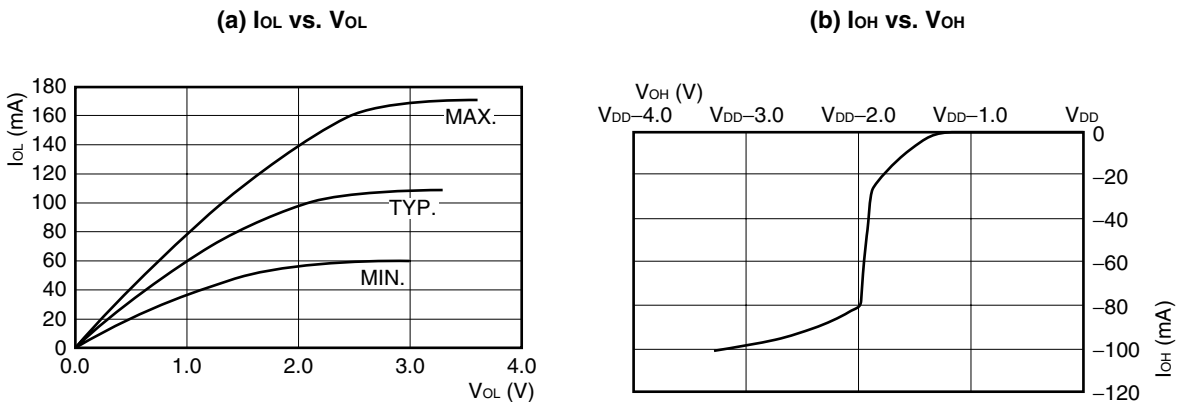 (a) IOL vs. VOL
IOL (mA)
180
160
140
120
100
80
60
40
20
0
0.0 1.0 2.0 3.0 4.0
VOL (V)
MAX.
TYP.
MIN.
(b) IOH vs. VOH
VOH (V)
VDD−4.0 VDD−3.0 VDD−2.0 VDD−1.0 VDD
0
−20
−40
−60
−80
−100
−120
IOH (mA)